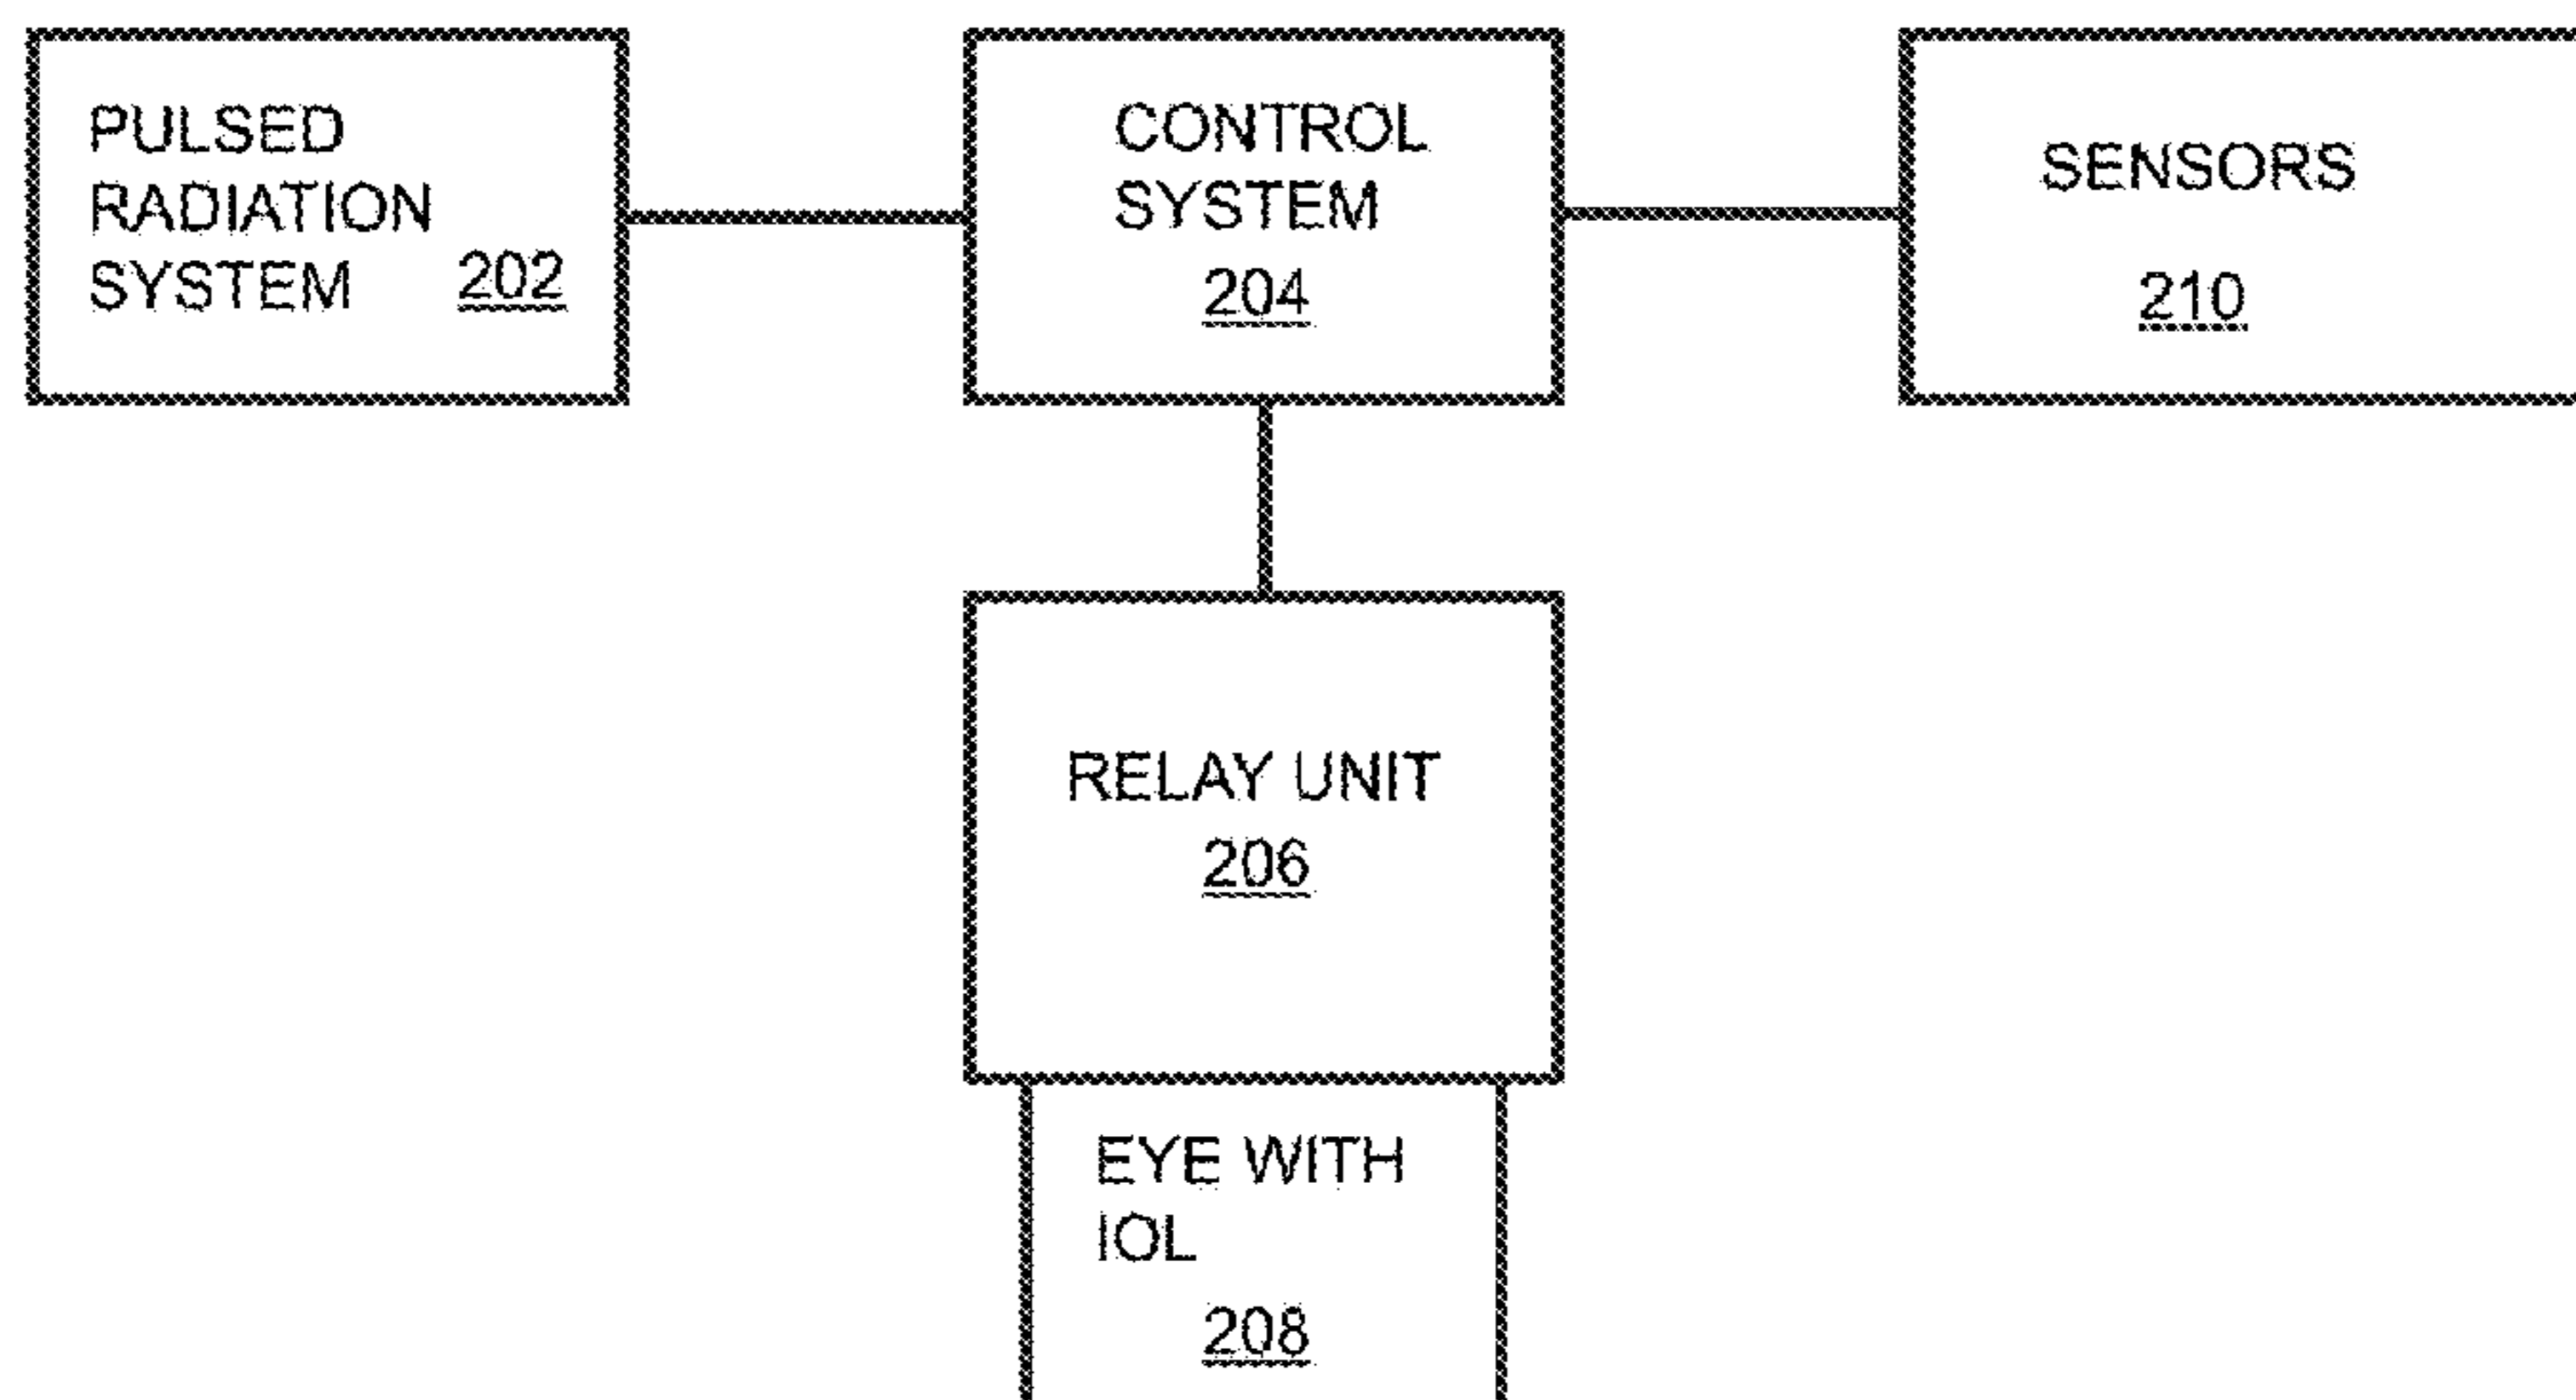 PULSED
RADIATION
SYSTEM 202
CONTROL
SYSTEM
204
SENSORS
210
RELAY UNIT
206
EYE WITH
IOL
208